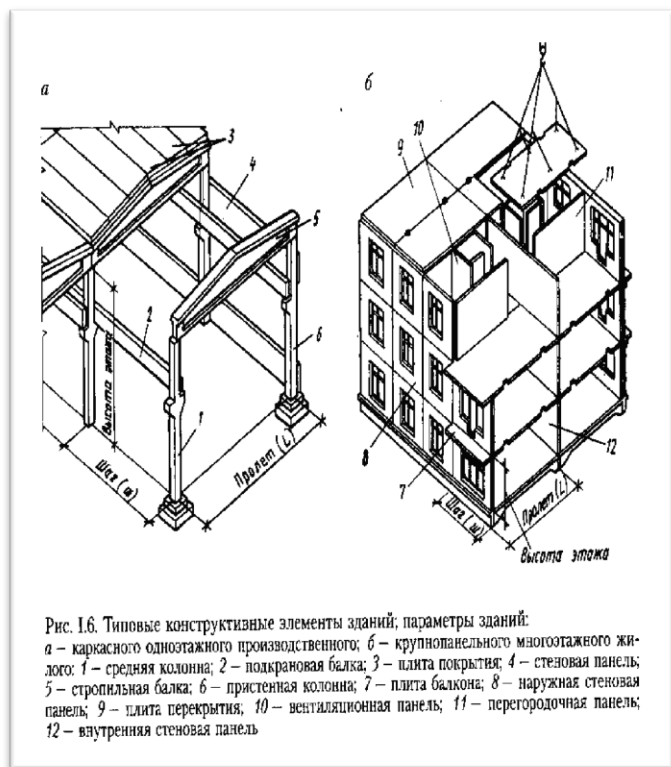 а
б
3
4
5
2
6
1
Высота этажа
Шаг (ш)
Пролет (L)
10
9
11
8
7
12
Шаг (ш)
Пролет (L)
Высота этажа
Рис. I.6. Типовые конструктивные элементы зданий; параметры зданий:
а – каркасного одноэтажного производственного; б – крупнопанельного многоэтажного жи-
лого: 1 – средняя колонна; 2 – подкрановая балка; 3 – плита покрытия; 4 – стеновая панель;
5 – стропильная балка; 6 – пристенная колонна; 7 – плита балкона; 8 – наружная стеновая
панель; 9 – плита перекрытия; 10 – вентиляционная панель; 11 – перегородочная панель;
12 – внутренняя стеновая панель